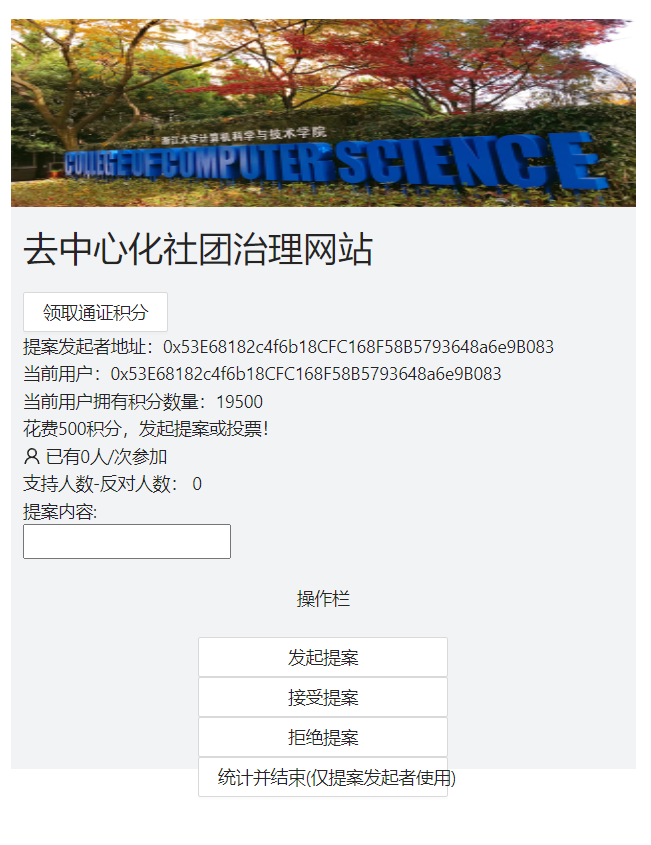 浙江大学计算机科学与技术学院
COLLEGE OF COMPUTER SCIENCE
去中心化社团治理网站
领取通证积分
提案发起者地址：0x53E68182c4f6b18CFC168F58B5793648a6e9B083
当前用户：0x53E68182c4f6b18CFC168F58B5793648a6e9B083
当前用户拥有积分数量：19500
花费500积分，发起提案或投票！
已有0人/次参加
支持人数-反对人数： 0
提案内容:
操作栏
发起提案
接受提案
拒绝提案
统计并结束(仅提案发起者使用)